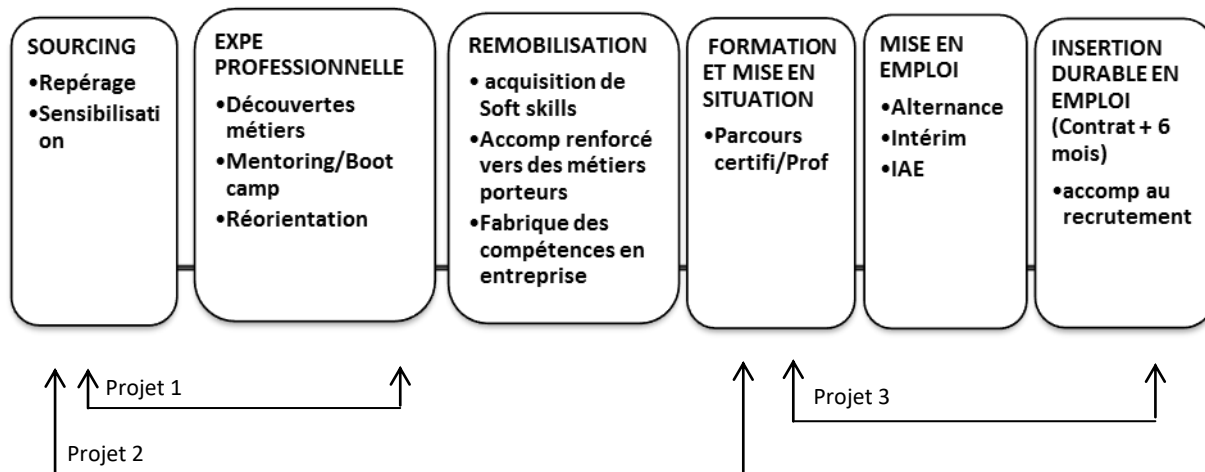 SOURCING
•Repérage
•Sensibilisati
on
EXPE
PROFESSIONNELLE
•Découvertes
métiers
•Mentoring/Boot
camp
•Réorientation
REMOBILISATION
• acquisition de
Soft skills
•Accomp renforcé
vers des métiers
porteurs
•Fabrique des
compétences en
entreprise
FORMATION
ET MISE EN
SITUATION
•Parcours
certifi/Prof
MISE EN
EMPLOI
•Alternance
•Intérim
•IAE
INSERTION
DURABLE EN
EMPLOI
(Contrat + 6
mois)
•accomp au
recrutement
Projet 1
Projet 3
Projet 2